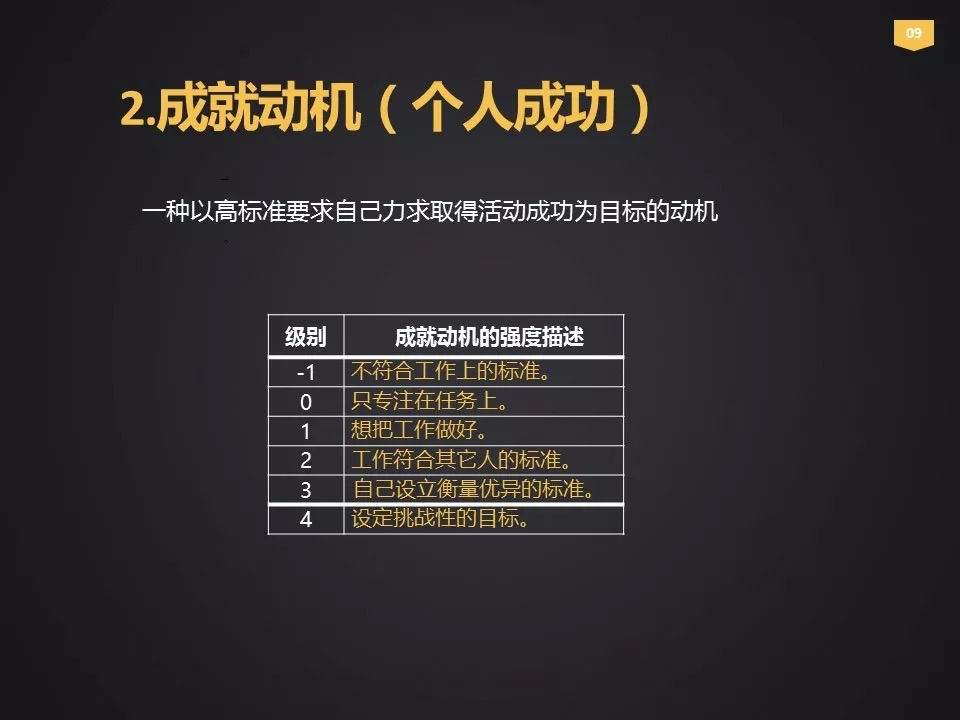 09
2.成就动机（个人成功）
一种以高标准要求自己力求取得活动成功为目标的动机
级别 成就动机的强度描述
-1 不符合工作上的标准。
0 只专注在任务上。
1 想把工作做好。
2 工作符合其它人的标准。
3 自己设立衡量优异的标准。
4 设定挑战性的目标。